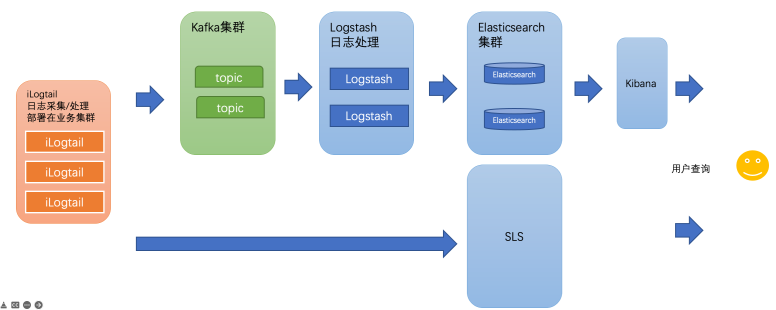 iLogtail
日志采集/处理
部署在业务集群
iLogtail
iLogtail
iLogtail
Kafka集群
topic
topic
Logstash
日志处理
Logstash
Logstash
Elasticsearch
集群
Elasticsearch
Elasticsearch
Kibana
用户查询
SLS